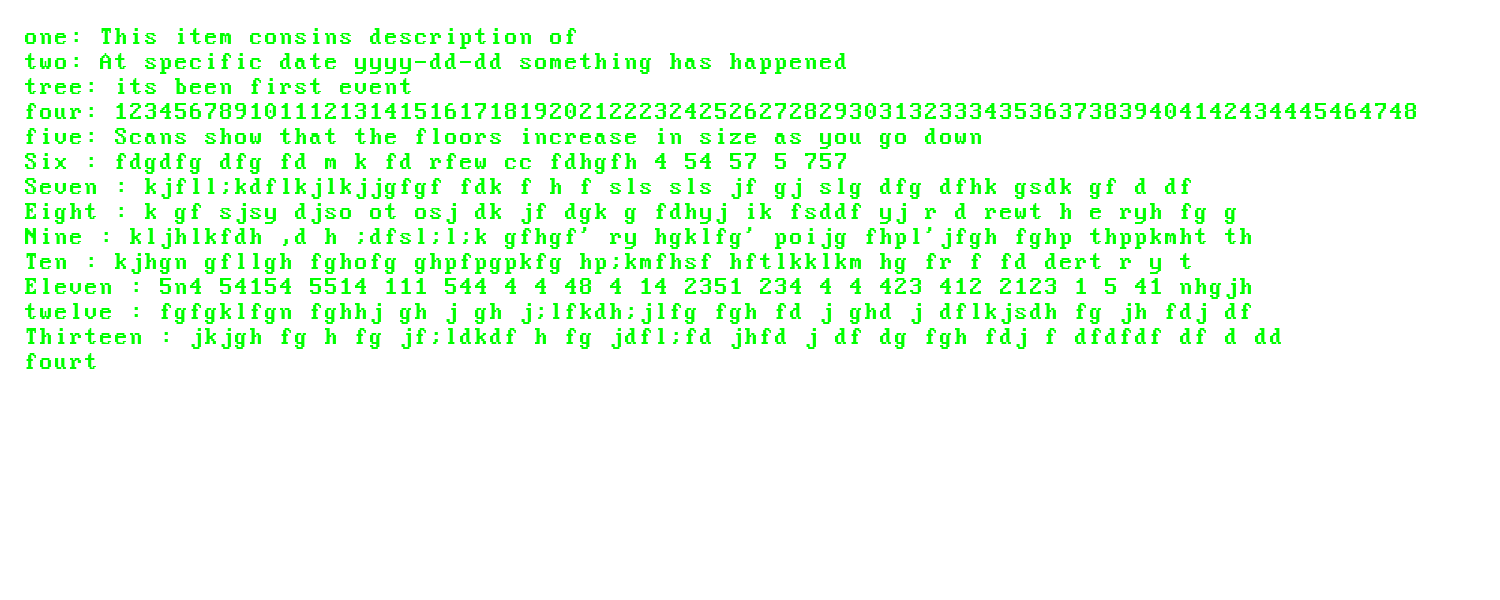 one: This item consins description of
two: At specific date yyyy-dd-dd something has happened
tree: its been first event
four: 123456789101112131415161718192021222324252627282930313233343536373839404142434445464748
five: Scans show that the floors increase in size as you go down
Six : fdgdfg dfg fd m k fd rfew cc fdhgfh 4 54 57 5 757
Seven : kjfll;kdflkjlkjjgfgf fdk f h f sls sls jf gj slg dfg dfhk gsdk gf d df
Eight : k gf sjsy djso ot osj dk jf dgk g fdhyj ik fsddf yj r d rewt h e ryh fg g
Nine : kljhlkfdh ,d h ;dfsl;l;k gfhgf' ry hgklfg' poijg fhpl'jfgh fghp thppkmht th
Ten : kjhgn gfllgh fghofg ghpfpgpkfg hp;kmfhsf hftlkklkm hg fr f fd dert r y t
Eleven : 5n4 54154 5514 111 544 4 4 48 4 14 2351 234 4 4 423 412 2123 1 5 41 nhgjh
twelve : fgfgklfgn fghhj gh j gh j;lfkdh;jlfg fgh fd j ghd j dflkjsdh fg jh fdj df
Thirteen : jkjgh fg h fg jf;ldkdf h fg jdfl;fd jhfd j df dg fgh fdj f dfdfdf df d dd
fourt